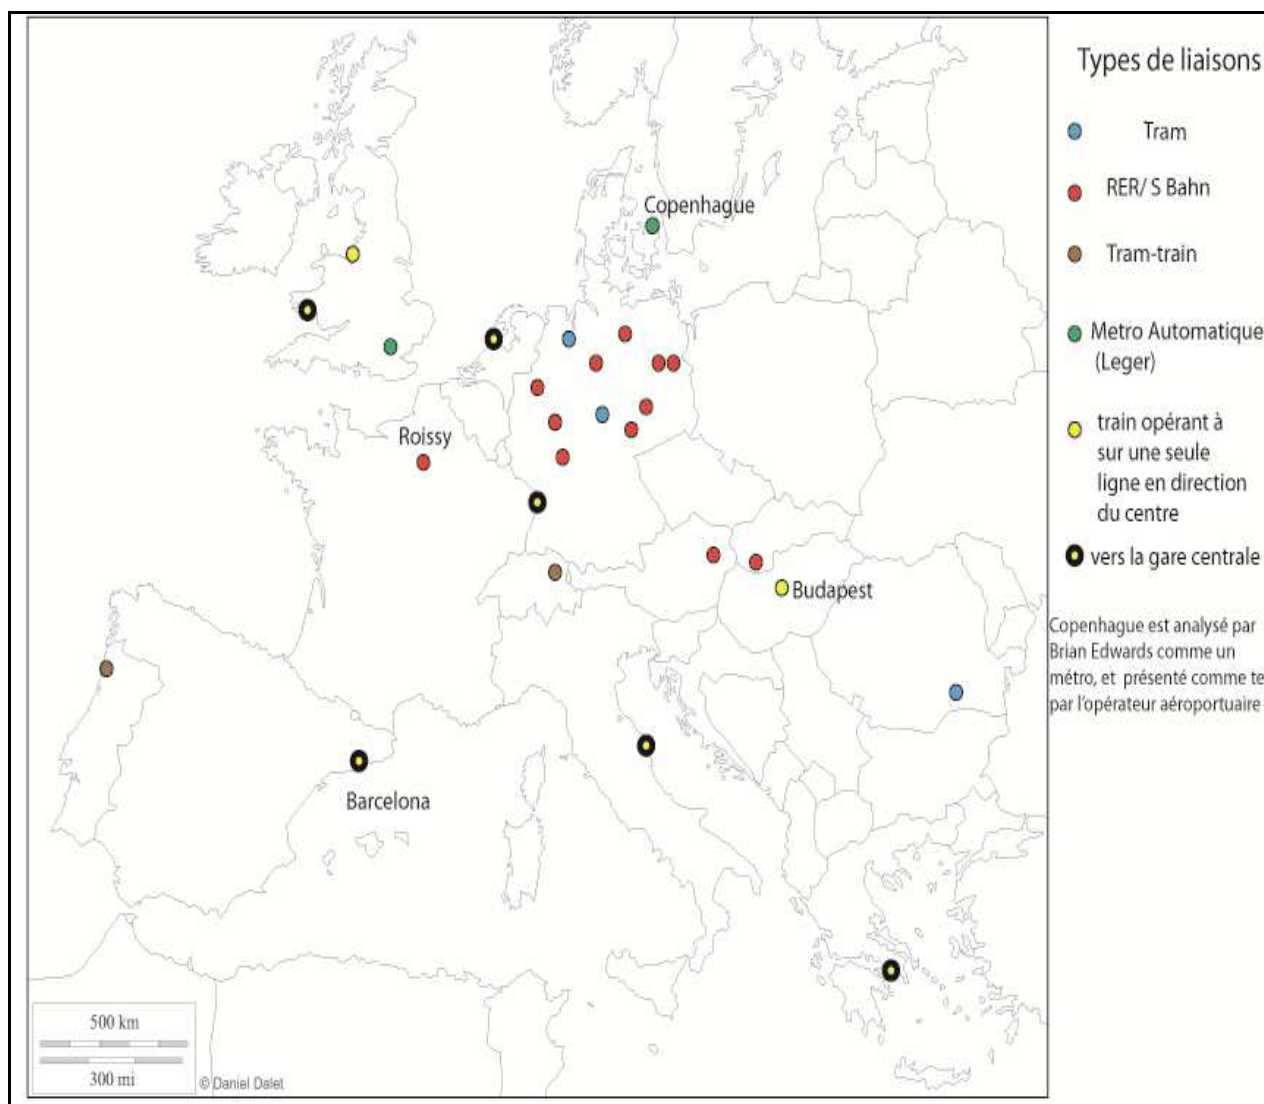 Types de liaisons
Tram
RER/ S Bahn
Tram-train
Metro Automatique
(Leger)
train opérant à
sur une seule
ligne en direction
du centre
vers la gare centrale
Copenhague est analysé par
Brian Edwards comme un
métro, et présenté comme te
par l'opérateur aéroportuaire
Copenhague
Roissy
Budapest
Barcelona
500 km
300 mi
© Daniel Dalet